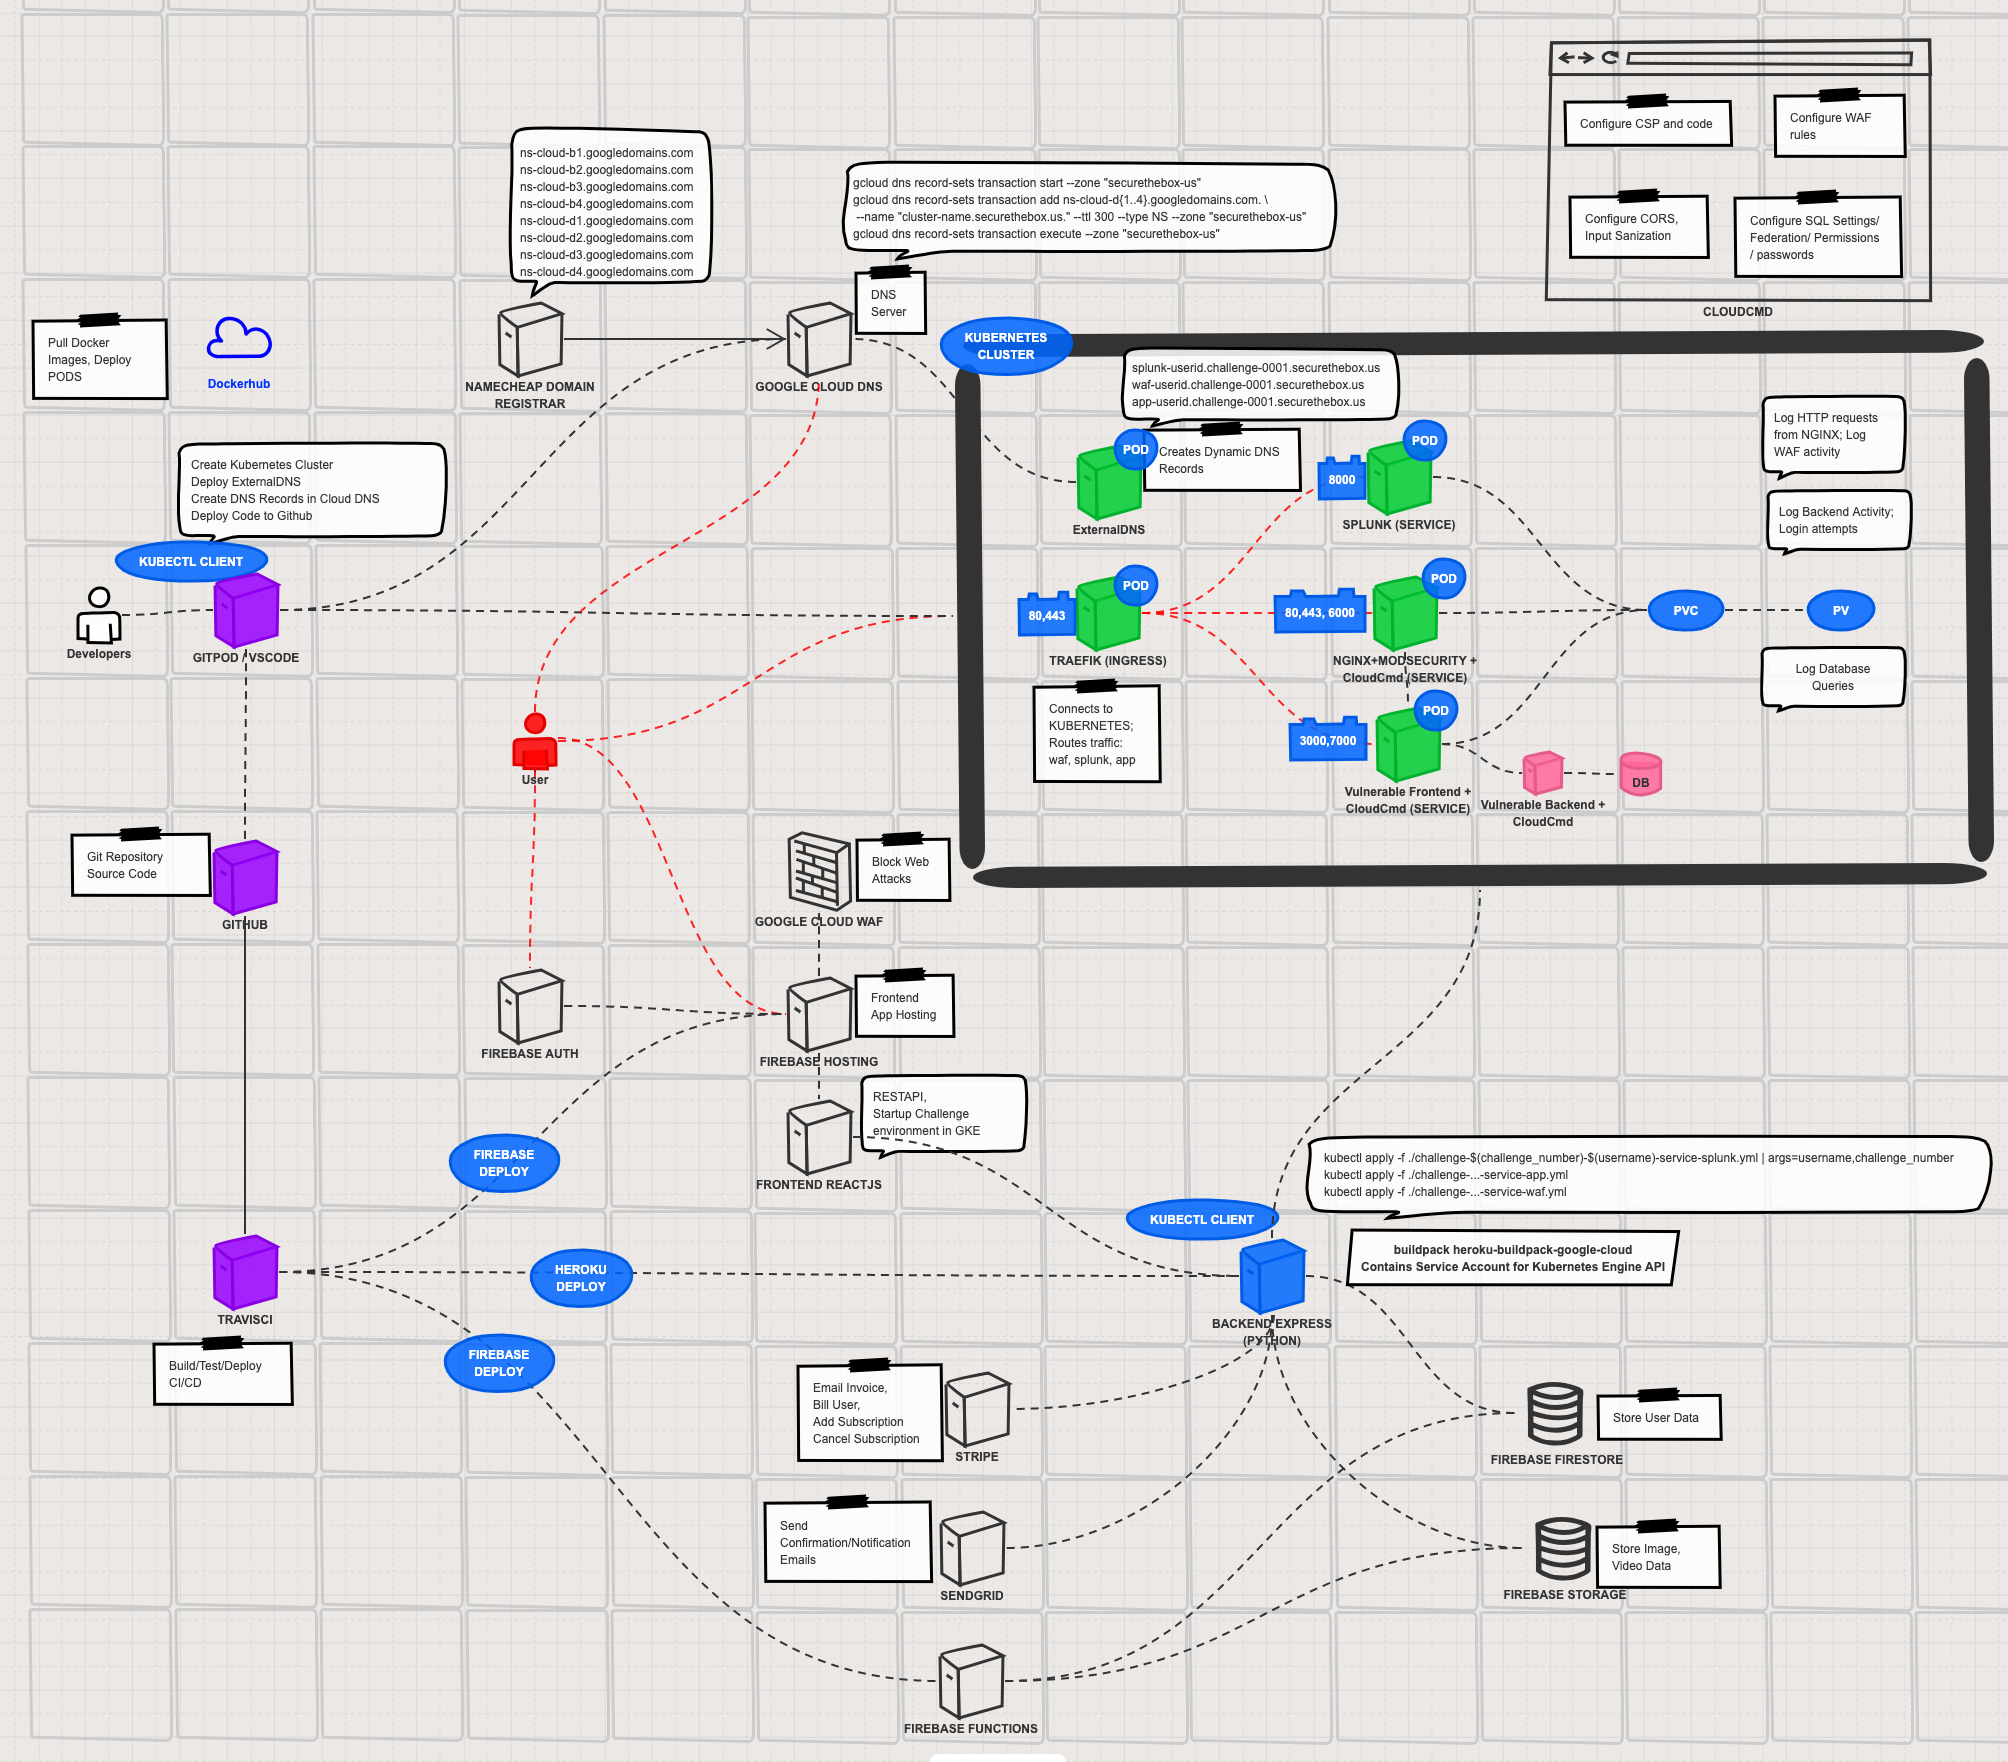 Configure CSP and code
Configure WAF
rules
Configure CORS,
Input Sanization
Configure SQL Settings/
Federation/ Permissions
/ passwords
CLOUDCMD
ns-cloud-b1.googledomains.com
ns-cloud-b2.googledomains.com
ns-cloud-b3.googledomains.com
ns-cloud-b4.googledomains.com
ns-cloud-d1.googledomains.com
ns-cloud-d2.googledomains.com
ns-cloud-d3.googledomains.com
ns-cloud-d4.googledomains.com
gcloud dns record-sets transaction start --zone "securethebox-us"
gcloud dns record-sets transaction add ns-cloud-d{1..4}.googledomains.com. \
--name "cluster-name.securethebox.us." --ttl 300 --type NS --zone "securethebox-us"
gcloud dns record-sets transaction execute --zone "securethebox-us"
DNS
Server
Pull Docker
Images, Deploy
PODS
Dockerhub
NAMECHEAP DOMAIN
REGISTRAR
GOOGLE CLOUD DNS
KUBERNETES
CLUSTER
splunk-userid.challenge-0001.securethebox.us
waf-userid.challenge-0001.securethebox.us
app-userid.challenge-0001.securethebox.us
Log HTTP requests
from NGINX; Log
WAF activity
Create Kubernetes Cluster
Deploy ExternalDNS
Create DNS Records in Cloud DNS
Deploy Code to Github
POD
Creates Dynamic DNS
Records
ExternalDNS
POD
8000
SPLUNK (SERVICE)
Log Backend Activity;
Login attempts
KUBECTL CLIENT
Developers
GITPOD / VSCODE
80,443
POD
TRAEFIK (INGRESS)
80,443, 6000
POD
NGINX+MODSECURITY +
CloudCmd (SERVICE)
PVC
PV
Log Database
Queries
Connects to
KUBERNETES;
Routes traffic:
waf, splunk, app
3000,7000
POD
Vulnerable Frontend +
CloudCmd (SERVICE)
Vulnerable Backend +
CloudCmd
DB
User
Git Repository
Source Code
GITHUB
Block Web
Attacks
GOOGLE CLOUD WAF
FIREBASE AUTH
Frontend
App Hosting
FIREBASE HOSTING
RESTAPI,
Startup Challenge
environment in GKE
FRONTEND REACTJS
FIREBASE
DEPLOY
kubectl apply -f ./challenge-$(challenge_number)-$(username)-service-splunk.yml | args=username,challenge_number
kubectl apply -f ./challenge-...-service-app.yml
kubectl apply -f ./challenge-...-service-waf.yml
KUBECTL CLIENT
buildpack heroku-buildpack-google-cloud
Contains Service Account for Kubernetes Engine API
HEROKU
DEPLOY
TRAVISCI
BACKEND EXPRESS
(PYTHON)
Build/Test/Deploy
CI/CD
FIREBASE
DEPLOY
Email Invoice,
Bill User,
Add Subscription
Cancel Subscription
STRIPE
Store User Data
FIREBASE FIRESTORE
Send
Confirmation/Notification
Emails
SENDGRID
Store Image,
Video Data
FIREBASE STORAGE
FIREBASE FUNCTIONS